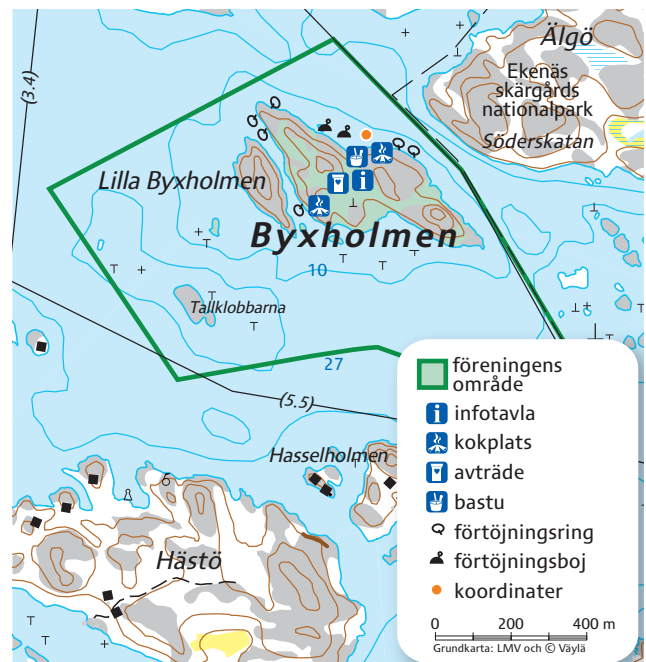 Älgö
Ekenäs
skärgårds
nationalpark
Söderskatan
(3.4)
Lilla Byxholmen
Byxholmen
10
Tallklobbarna
27
(5.5)
Hasselholmen
6
Hästö
föreningens
område
i infotavla
kokplats
avträde
bastu
förtöjningsring
förtöjningsboj
koordinater
0 200 400 m
Grundkarta: LMV och © Väylä